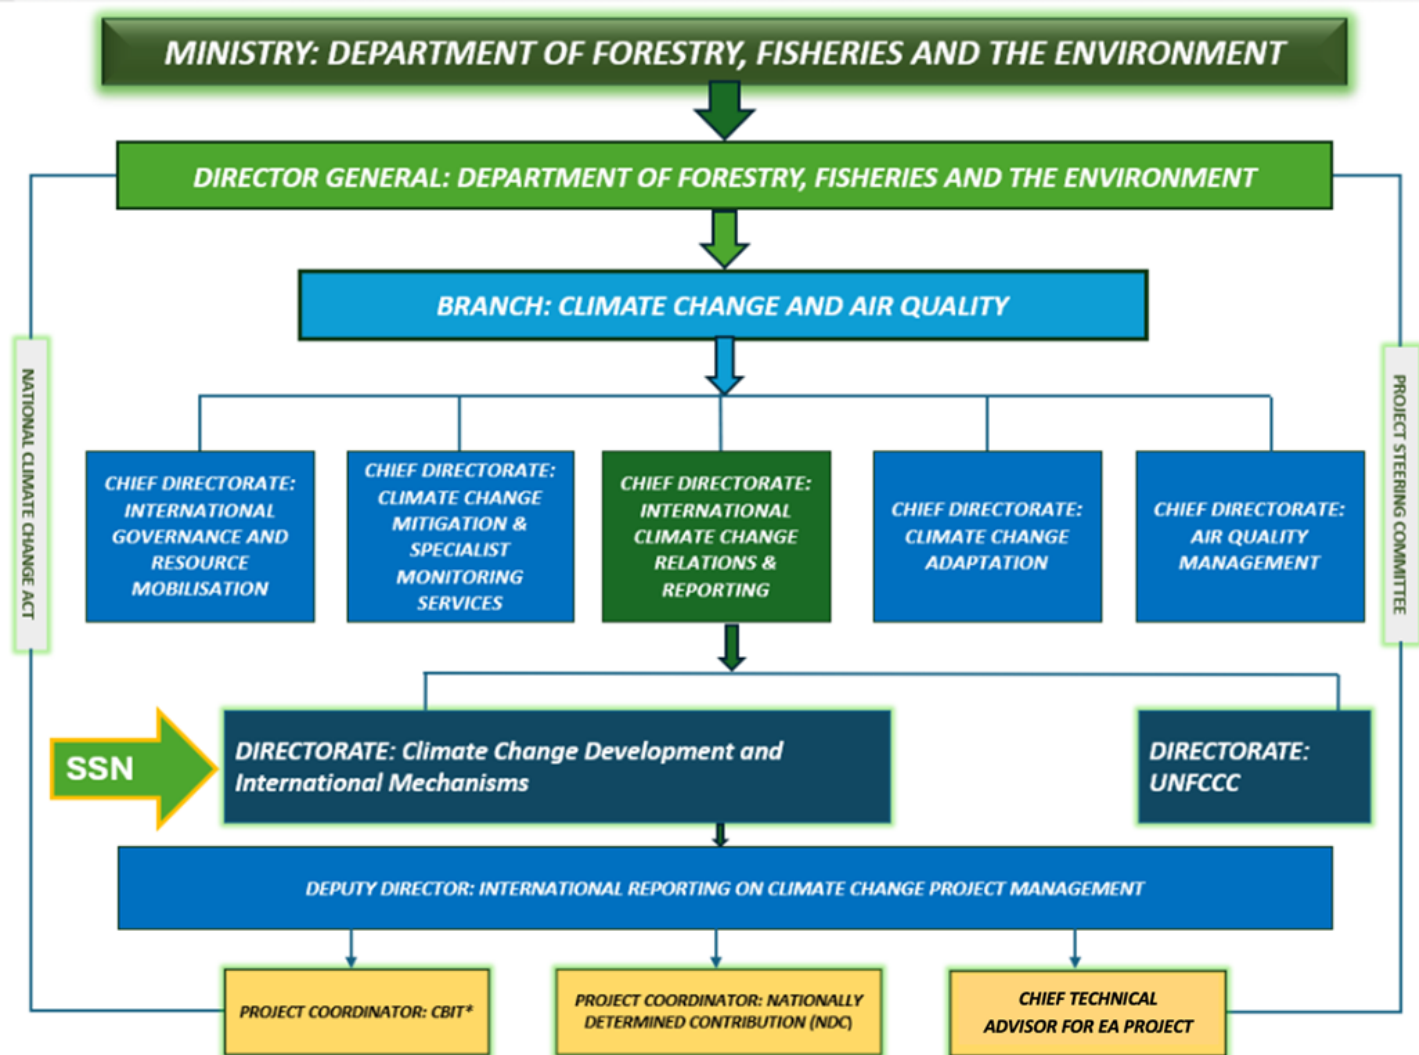 MINISTRY: DEPARTMENT OF FORESTRY, FISHERIES AND THE ENVIRONMENT
DIRECTOR GENERAL: DEPARTMENT OF FORESTRY, FISHERIES AND THE ENVIRONMENT
BRANCH: CLIMATE CHANGE AND AIR QUALITY
NATIONAL CLIMATE CHANGE ACT
PROJECT STEERING COMMITTEE
CHIEF DIRECTORATE:
INTERNATIONAL
GOVERNANCE AND
RESOURCE
MOBILISATION
CHIEF DIRECTORATE:
CLIMATE CHANGE
MITIGATION &
SPECIALIST
MONITORING
SERVICES
CHIEF DIRECTORATE:
INTERNATIONAL
CLIMATE CHANGE
RELATIONS &
REPORTING
CHIEF DIRECTORATE:
CLIMATE CHANGE
ADAPTATION
CHIEF DIRECTORATE:
AIR QUALITY
MANAGEMENT
SSN
DIRECTORATE: Climate Change Development and
International Mechanisms
DIRECTORATE:
UNFCCC
DEPUTY DIRECTOR: INTERNATIONAL REPORTING ON CLIMATE CHANGE PROJECT MANAGEMENT
PROJECT COORDINATOR: CBIT*
PROJECT COORDINATOR: NATIONALLY
DETERMINED CONTRIBUTION (NDC)
CHIEF TECHNICAL
ADVISOR FOR EA PROJECT